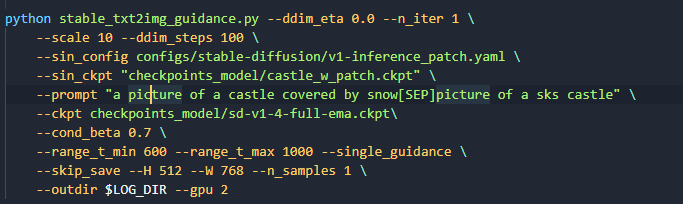 python stable_txt2img_guidance.py --ddim_eta 0.0 --n_iter 1 \
--scale 10 --ddim_steps 100 \
--sin_config configs/stable-diffusion/v1-inference_patch.yaml \
--sin_ckpt "checkpoints_model/castle_w_patch.ckpt" \
--prompt "a picture of a castle covered by snow[SEP]picture of a sks castle" \
--ckpt checkpoints_model/sd-v1-4-full-ema.ckpt\
--cond_beta 0.7 \
--range_t_min 600 --range_t_max 1000 --single_guidance \
--skip_save --H 512 --W 768 --n_samples 1 \
--outdir $LOG_DIR --gpu 2